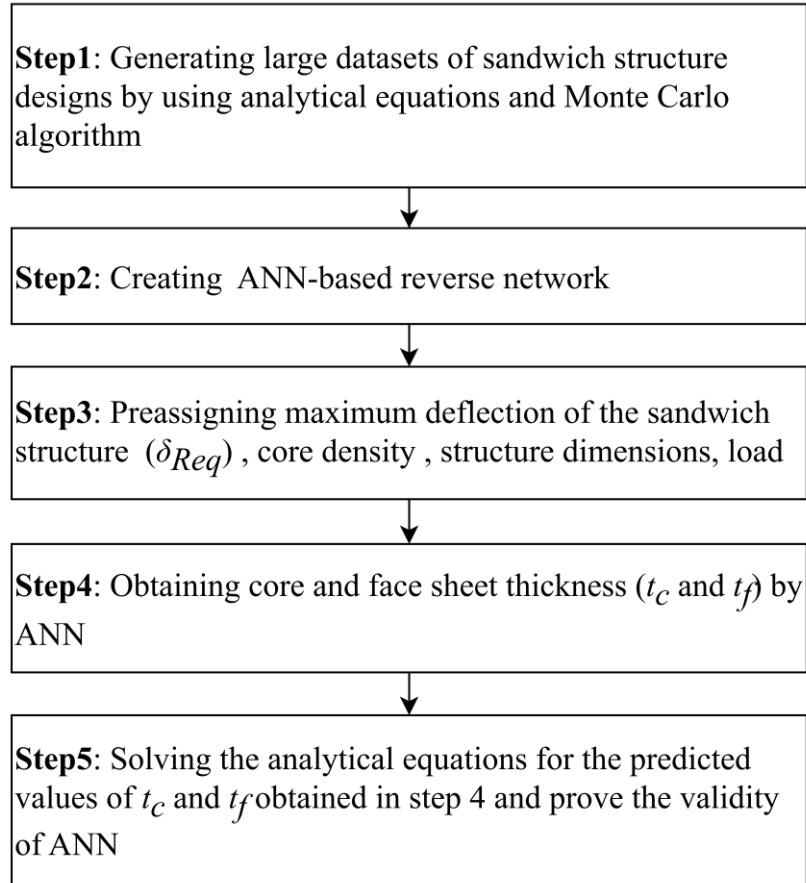 Step1: Generating large datasets of sandwich structure
designs by using analytical equations and Monte Carlo
algorithm
Step2: Creating ANN-based reverse network
Step3: Preassigning maximum deflection of the sandwich
structure (δReq) , core density , structure dimensions, load
Step4: Obtaining core and face sheet thickness (tc and tf) by
ANN
Step5: Solving the analytical equations for the predicted
values of tc and tf obtained in step 4 and prove the validity
of ANN